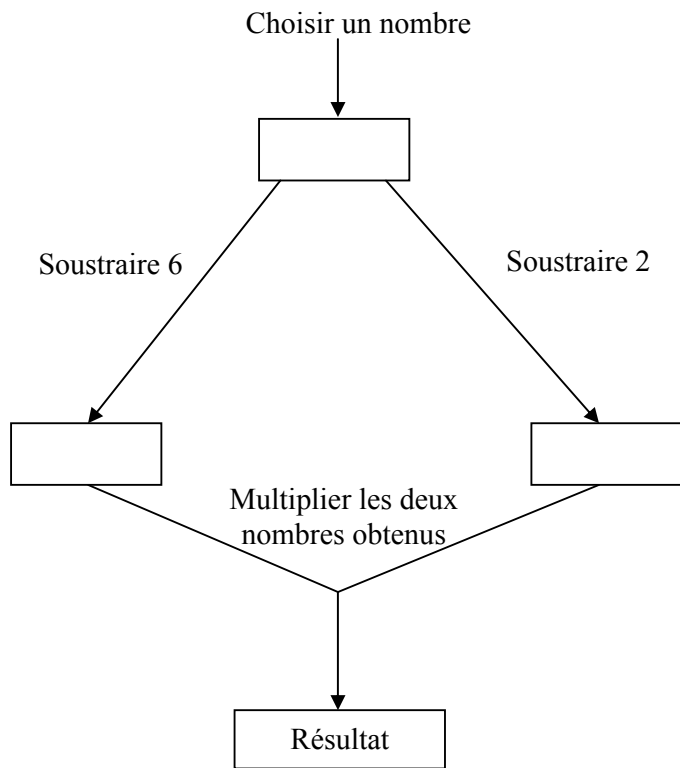 Choisir un nombre
Soustraire 6
Soustraire 2
Multiplier les deux
nombres obtenus
Résultat